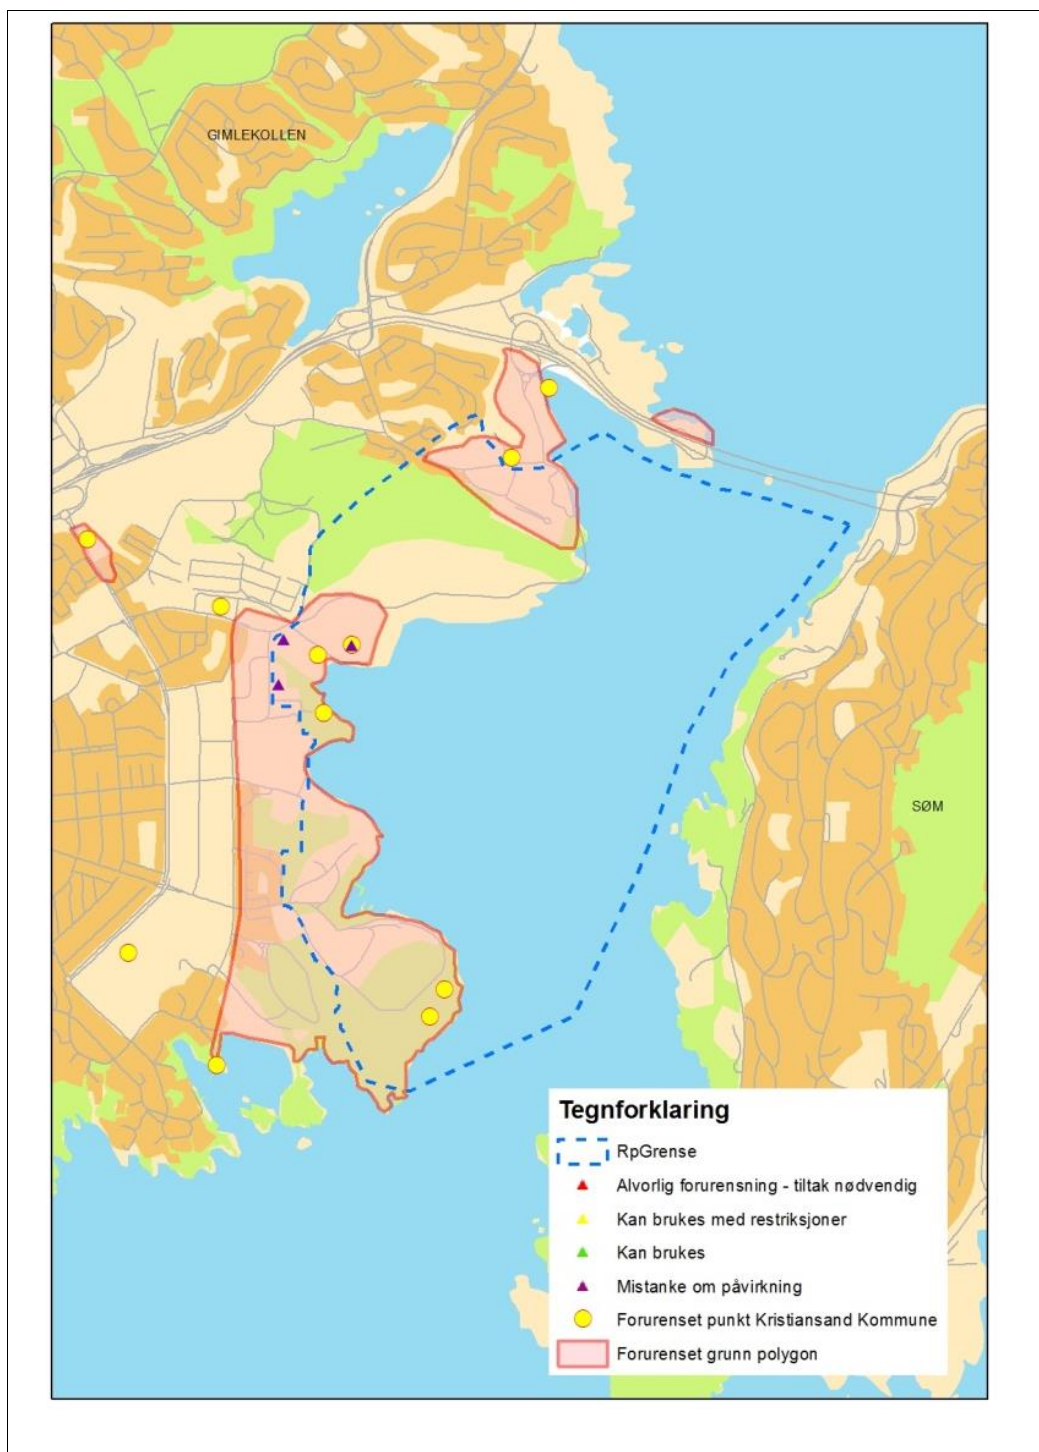 GIMLEKOLLEN
SØM
Tegnforklaring
RpGrense
Alvorlig forurensning - tiltak nødvendig
Kan brukes med restriksjoner
Kan brukes
Mistanke om påvirkning
Forurenset punkt Kristiansand Kommune
Forurenset grunn polygon